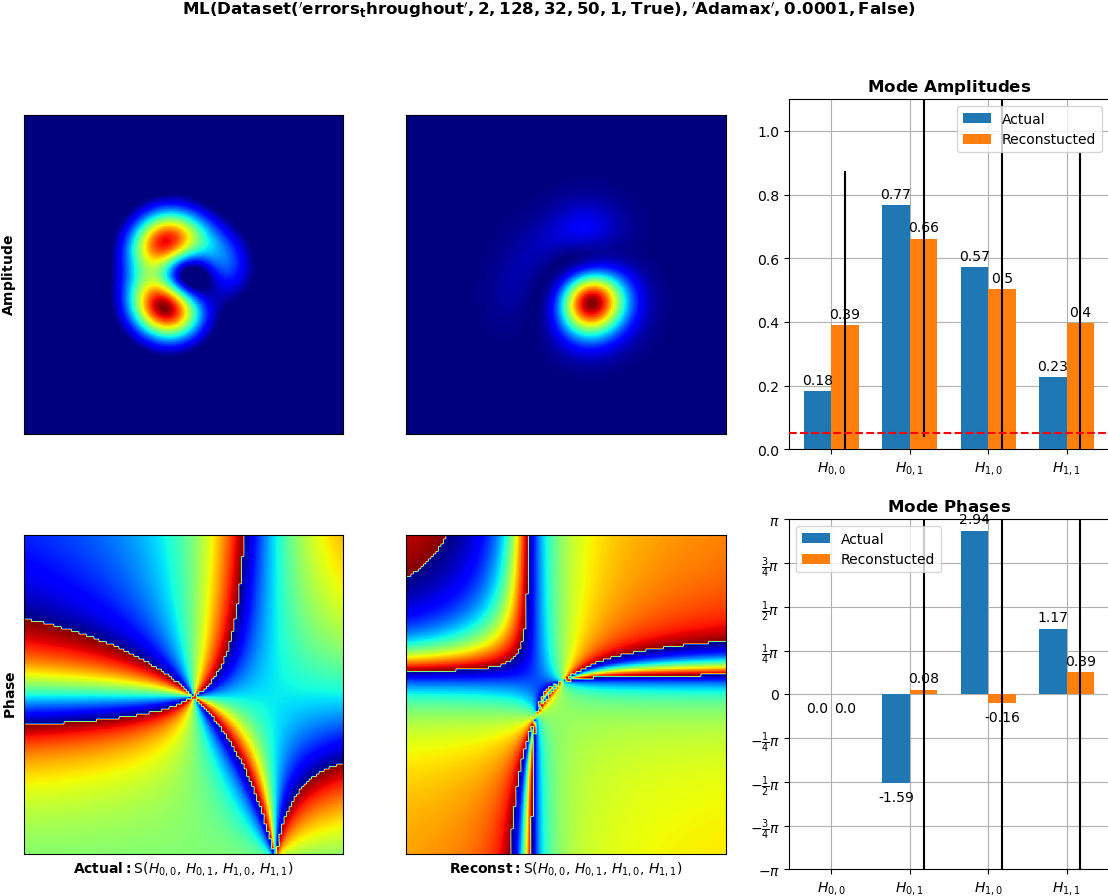 ML(Dataset('errors_throughout', 2, 128, 32, 50, 1, True), 'Adamax', 0.0001, False)
Amplitude
Mode Amplitudes
Actual
Reconstucted
1.0
0.8
0.6
0.4
0.2
0.0
0.18
0.39
0.77
0.66
0.57
0.5
0.23
0.4
H0,0
H0,1
H1,0
H1,1
Phase
Actual: S(H0,0, H0,1, H1,0, H1,1)
Reconst: S(H0,0, H0,1, H1,0, H1,1)
Mode Phases
Actual
Reconstucted
π
3/4π
1/2π
1/4π
0
−1/4π
−1/2π
−3/4π
−π
0.0
0.0
-1.59
0.08
2.94
-0.16
1.17
0.39
H0,0
H0,1
H1,0
H1,1